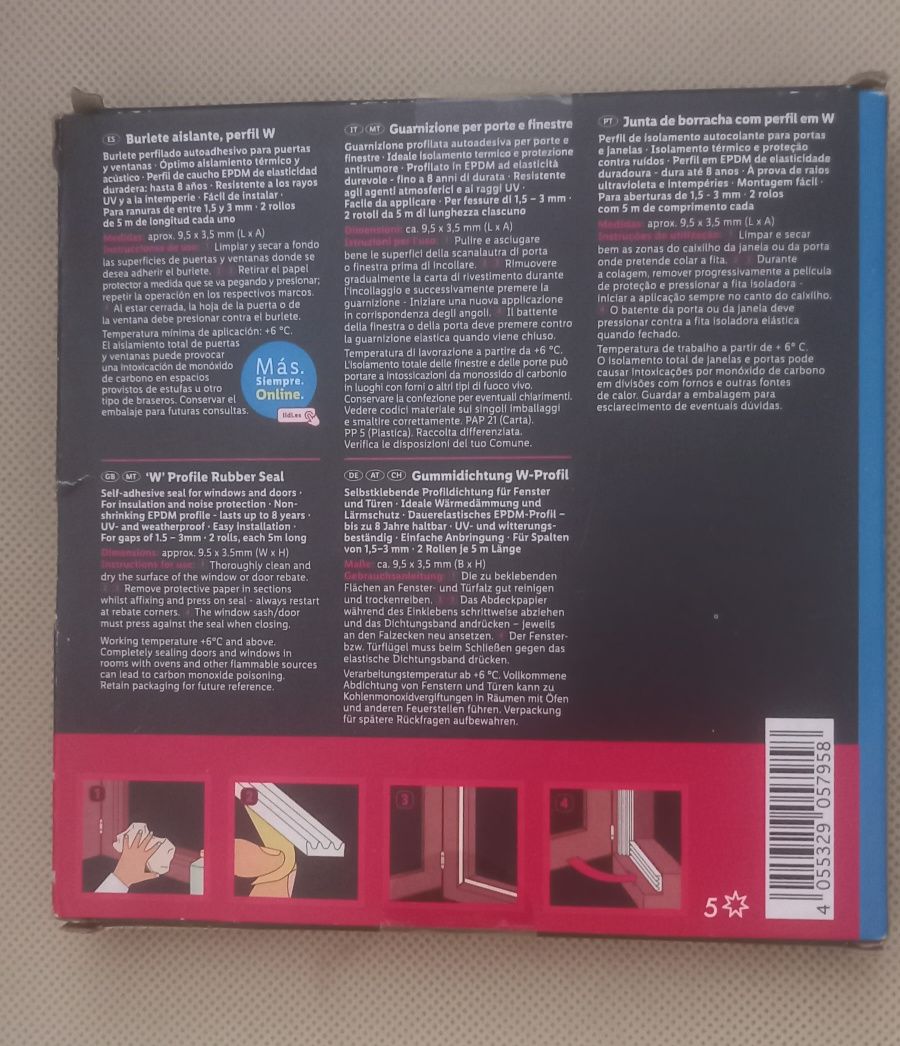 ES Burlete aislante, perfil W
Burlete perfilado autoadhesivo para puertas
y ventanas · Óptimo aislamiento térmico y
acústico · Perfil de caucho EPDM de elasticidad
duradera: hasta 8 años · Resistente a los rayos
UV y a la intemperie · Fácil de instalar ·
Para ranuras de entre 1,5 y 3 mm · 2 rollos
de 5 m de longitud cada uno
Medidas: aprox. 9,5 x 3,5 mm (L x A)
Instrucciones de uso: 1 Limpiar y secar a fondo
las superficies de puertas y ventanas donde se
desea adherir el burlete. 2 3 Retirar el papel
protector a medida que se va pegando y presionar;
repetir la operación en los respectivos marcos.
4 Al estar cerrada, la hoja de la puerta o de
la ventana debe presionar contra el burlete.
Temperatura mínima de aplicación: +6 °C.
El aislamiento total de puertas
y ventanas puede provocar
una intoxicación de monóxido
de carbono en espacios
provistos de estufas u otro
tipo de braseros. Conservar el
embalaje para futuras consultas.
Más.
Siempre.
Online.
lidl.es
IT MT Guarnizione per porte e finestre
Guarnizione profilata autoadesiva per porte e
finestre · Ideale isolamento termico e protezione
antirumore · Profilato in EPDM ad elasticità
durevole - fino a 8 anni di durata · Resistente
agli agenti atmosferici e ai raggi UV ·
Facile da applicare · Per fessure di 1,5 – 3 mm ·
2 rotoli da 5 m di lunghezza ciascuno
Dimensioni: ca. 9,5 x 3,5 mm (L x A)
Istruzioni per l'uso: 1 Pulire e asciugare
bene le superfici della scanalautra di porta
o finestra prima di incollare. 2 3 Rimuovere
gradualmente la carta di rivestimento durante
l'incollaggio e successivamente premere la
guarnizione - Iniziare una nuova applicazione
in corrispondenza degli angoli. 4 Il battente
della finestra o della porta deve premere contro
la guarnizione elastica quando viene chiuso.
Temperatura di lavorazione a partire da +6 °C.
L'isolamento totale delle finestre e delle porte può
portare a intossicazioni da monossido di carbonio
in luoghi con forni o altri tipi di fuoco vivo.
Conservare la confezione per eventuali chiarimenti.
Vedere codici materiale sui singoli imballaggi
e smaltire correttamente. PAP 21 (Carta).
PP 5 (Plastica). Raccolta differenziata.
Verifica le disposizioni del tuo Comune.
PT Junta de borracha com perfil em W
Perfil de isolamento autocolante para portas
e janelas · Isolamento térmico e proteção
contra ruídos · Perfil em EPDM de elasticidade
duradoura - dura até 8 anos · À prova de raios
ultravioleta e intempéries · Montagem fácil ·
Para aberturas de 1,5 - 3 mm · 2 rolos
com 5 m de comprimento cada
Medidas: aprox. 9,5 x 3,5 mm (L x A)
Instruções de utilização: 1 Limpar e secar
bem as zonas do caixilho da janela ou da porta
onde pretende colar a fita. 2 3 Durante
a colagem, remover progressivamente a película
de proteção e pressionar a fita isoladora -
iniciar a aplicação sempre no canto do caixilho.
4 O batente da porta ou da janela deve
pressionar contra a fita isoladora elástica
quando fechado.
Temperatura de trabalho a partir de + 6° C.
O isolamento total de janelas e portas pode
causar intoxicações por monóxido de carbono
em divisões com fornos e outras fontes
de calor. Guardar a embalagem para
esclarecimento de eventuais dúvidas.
GB MT 'W' Profile Rubber Seal
Self-adhesive seal for windows and doors ·
For insulation and noise protection · Non-
shrinking EPDM profile - lasts up to 8 years ·
UV- and weatherproof · Easy installation ·
For gaps of 1.5 – 3mm · 2 rolls, each 5m long
Dimensions: approx. 9.5 x 3.5mm (W x H)
Instructions for use: 1 Thoroughly clean and
dry the surface of the window or door rebate.
2 3 Remove protective paper in sections
whilst affixing and press on seal - always restart
at rebate corners. 4 The window sash/door
must press against the seal when closing.
Working temperature +6°C and above.
Completely sealing doors and windows in
rooms with ovens and other flammable sources
can lead to carbon monoxide poisoning.
Retain packaging for future reference.
DE AT CH Gummidichtung W-Profil
Selbstklebende Profildichtung für Fenster
und Türen · Ideale Wärmedämmung und
Lärmschutz · Dauerelastisches EPDM-Profil –
bis zu 8 Jahre haltbar · UV- und witterungs-
beständig · Einfache Anbringung · Für Spalten
von 1,5–3 mm · 2 Rollen je 5 m Länge
Maße: ca. 9,5 x 3,5 mm (B x H)
Gebrauchsanleitung: 1 Die zu beklebenden
Flächen an Fenster- und Türfalz gut reinigen
und trockenreiben. 2 3 Das Abdeckpapier
während des Einklebens schrittweise abziehen
und das Dichtungsband andrücken – jeweils
an den Falzecken neu ansetzen. 4 Der Fenster-
bzw. Türflügel muss beim Schließen gegen das
elastische Dichtungsband drücken.
Verarbeitungstemperatur ab +6 °C. Vollkommene
Abdichtung von Fenstern und Türen kann zu
Kohlenmonoxidvergiftungen in Räumen mit Öfen
und anderen Feuerstellen führen. Verpackung
für spätere Rückfragen aufbewahren.
1
2
3
4
5
4 055329 057958